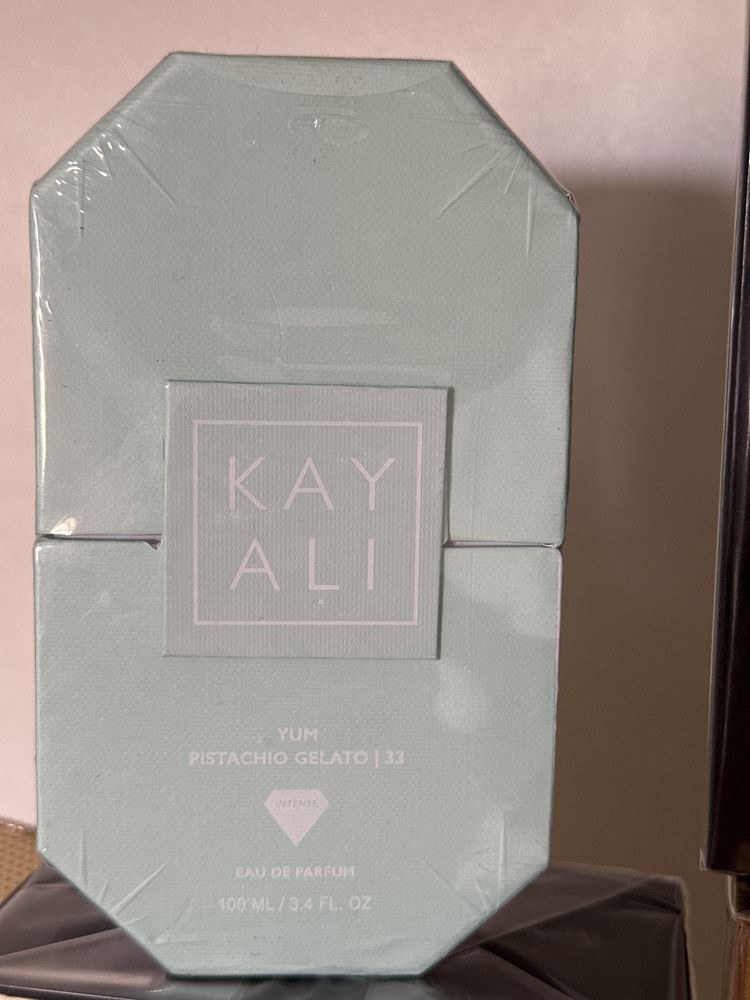 KAY
ALI
YUM
PISTACHIO GELATO | 33
INTENSE
EAU DE PARFUM
100 ML / 3.4 FL. OZ